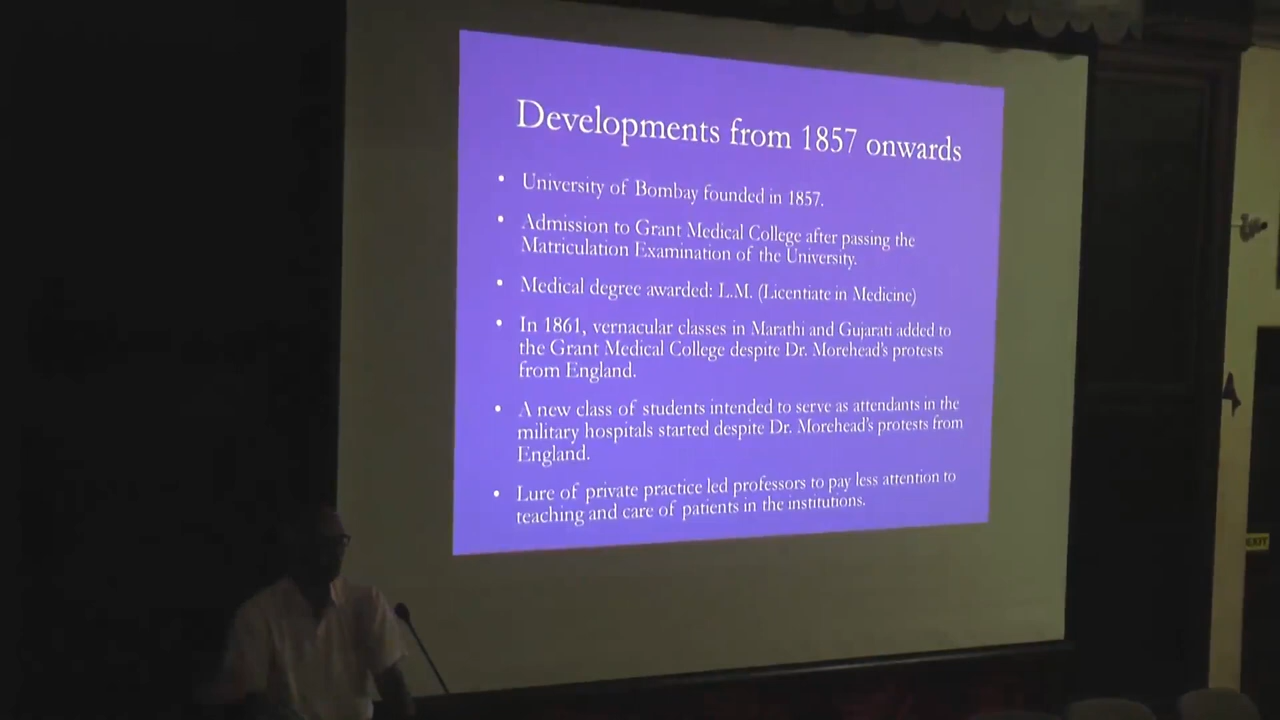 Developments from 1857 onwards
• University of Bombay founded in 1857.
• Admission to Grant Medical College after passing the
Matriculation Examination of the University.
• Medical degree awarded: L.M. (Licentiate in Medicine)
• In 1861, vernacular classes in Marathi and Gujarati added to
the Grant Medical College despite Dr. Morehead's protests
from England.
• A new class of students intended to serve as attendants in the
military hospitals started despite Dr. Morehead's protests from
England.
• Lure of private practice led professors to pay less attention to
teaching and care of patients in the institutions.
EXIT